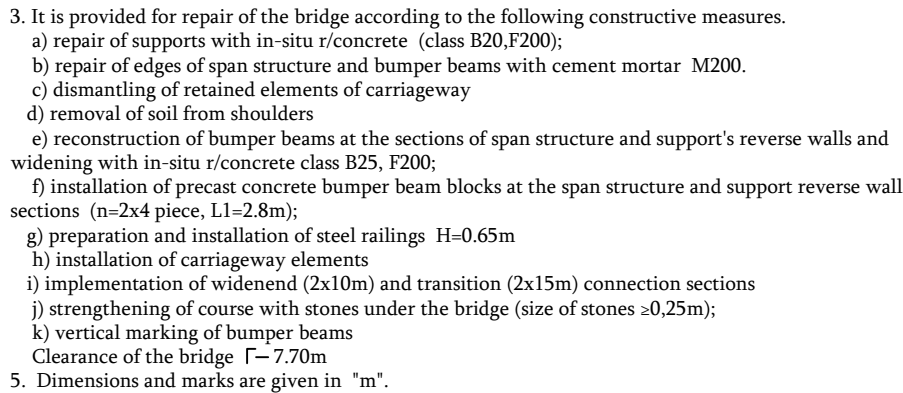 3. It is provided for repair of the bridge according to the following constructive measures.
a) repair of supports with in-situ r/concrete (class B20,F200);
b) repair of edges of span structure and bumper beams with cement mortar M200.
c) dismantling of retained elements of carriageway
d) removal of soil from shoulders
e) reconstruction of bumper beams at the sections of span structure and support's reverse walls and
widening with in-situ r/concrete class B25, F200;
f) installation of precast concrete bumper beam blocks at the span structure and support reverse wall
sections (n=2x4 piece, L1=2.8m);
g) preparation and installation of steel railings H=0.65m
h) installation of carriageway elements
i) implementation of widenend (2x10m) and transition (2x15m) connection sections
j) strengthening of course with stones under the bridge (size of stones ≥0,25m);
k) vertical marking of bumper beams
Clearance of the bridge Г–7.70m
5. Dimensions and marks are given in "m".